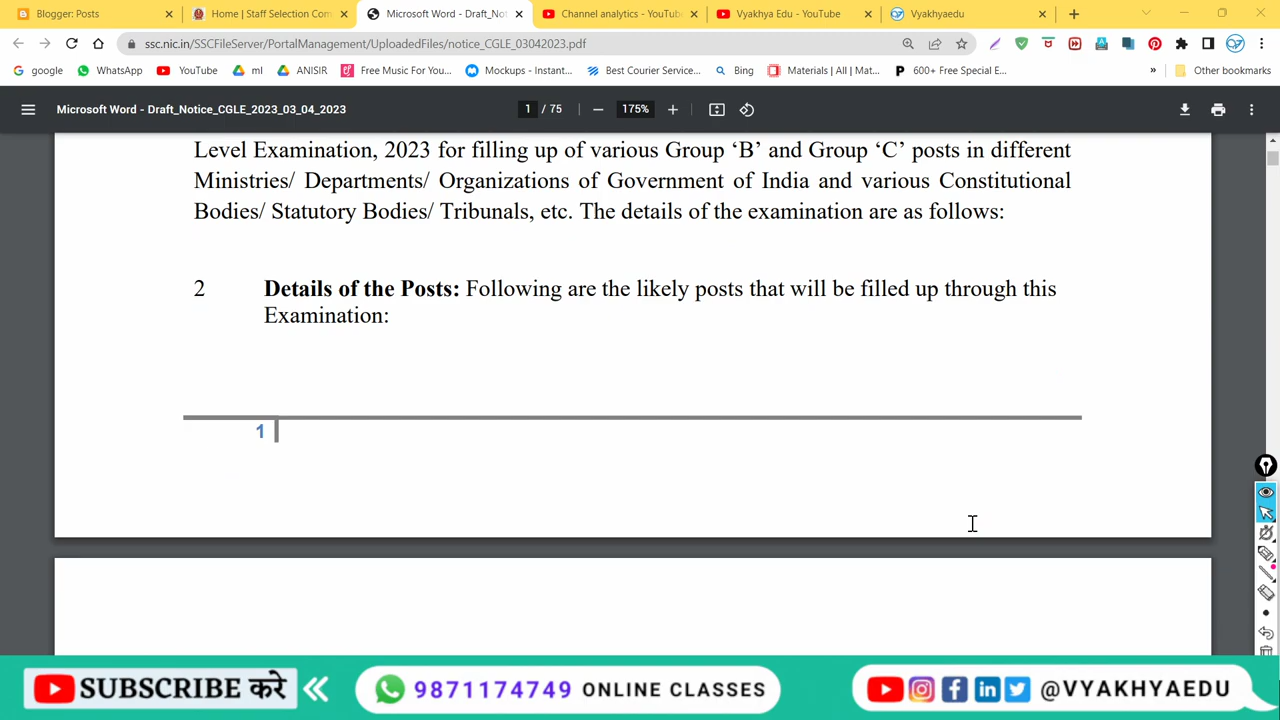 Blogger: Posts
Home | Staff Selection Com
Microsoft Word - Draft_Not
Channel analytics - YouTube
Vyakhya Edu - YouTube
Vyakhyaedu
ssc.nic.in/SSCFileServer/PortalManagement/UploadedFiles/notice_CGLE_03042023.pdf
google
WhatsApp
YouTube
ml
ANISIR
Free Music For You...
Mockups - Instant...
Best Courier Service...
Bing
Materials | All | Mat...
600+ Free Special E...
Other bookmarks
Microsoft Word - Draft_Notice_CGLE_2023_03_04_2023
1 / 75
175%
Level Examination, 2023 for filling up of various Group ‘B’ and Group ‘C’ posts in different
Ministries/ Departments/ Organizations of Government of India and various Constitutional
Bodies/ Statutory Bodies/ Tribunals, etc. The details of the examination are as follows:
2 Details of the Posts: Following are the likely posts that will be filled up through this
Examination:
1
SUBSCRIBE करे
9871174749 ONLINE CLASSES
@VYAKHYAEDU